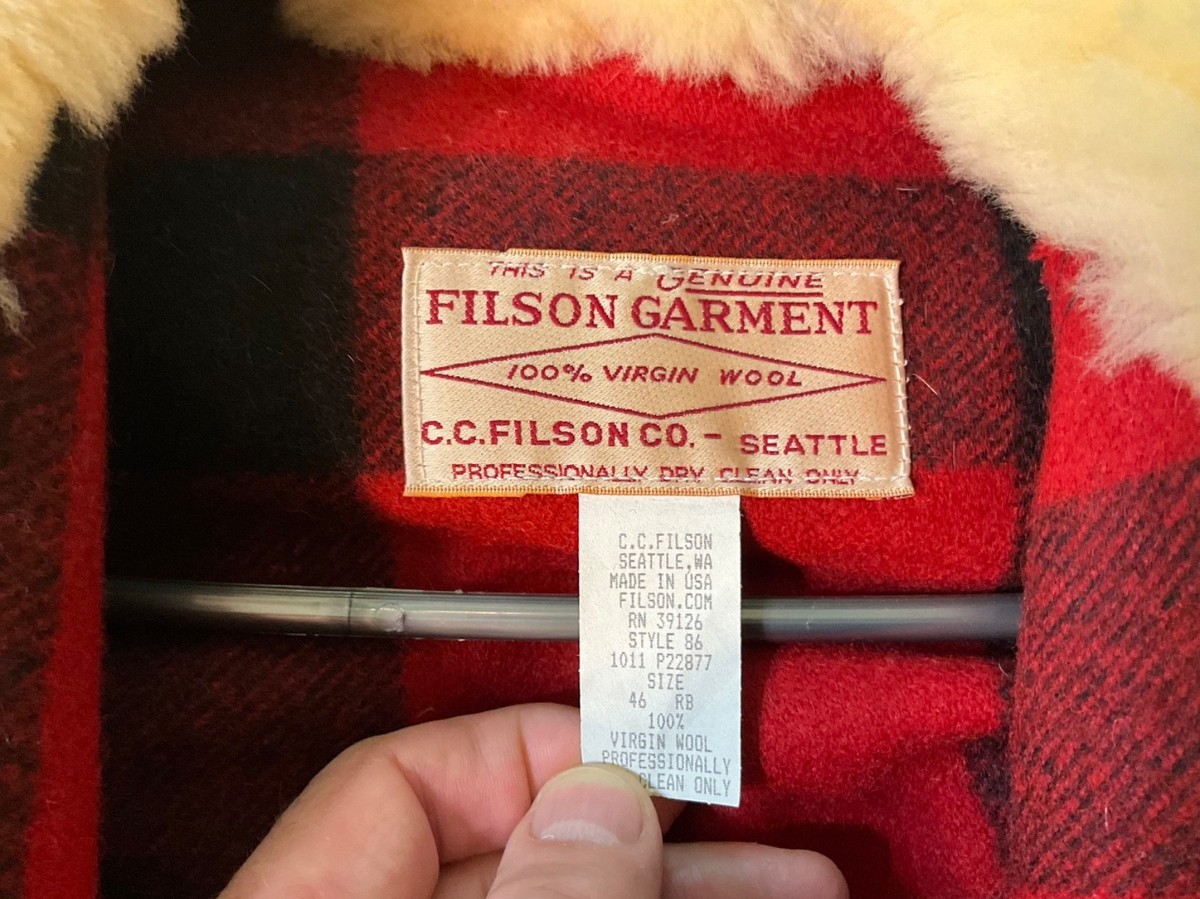 THIS IS A GENUINE
FILSON GARMENT
100% VIRGIN WOOL
C.C.FILSON CO. - SEATTLE
PROFESSIONALLY DRY CLEAN ONLY
C.C.FILSON
SEATTLE,WA
MADE IN USA
FILSON.COM
RN 39126
STYLE 86
1011 P22877
SIZE
46 RB
100%
VIRGIN WOOL
PROFESSIONALLY
CLEAN ONLY